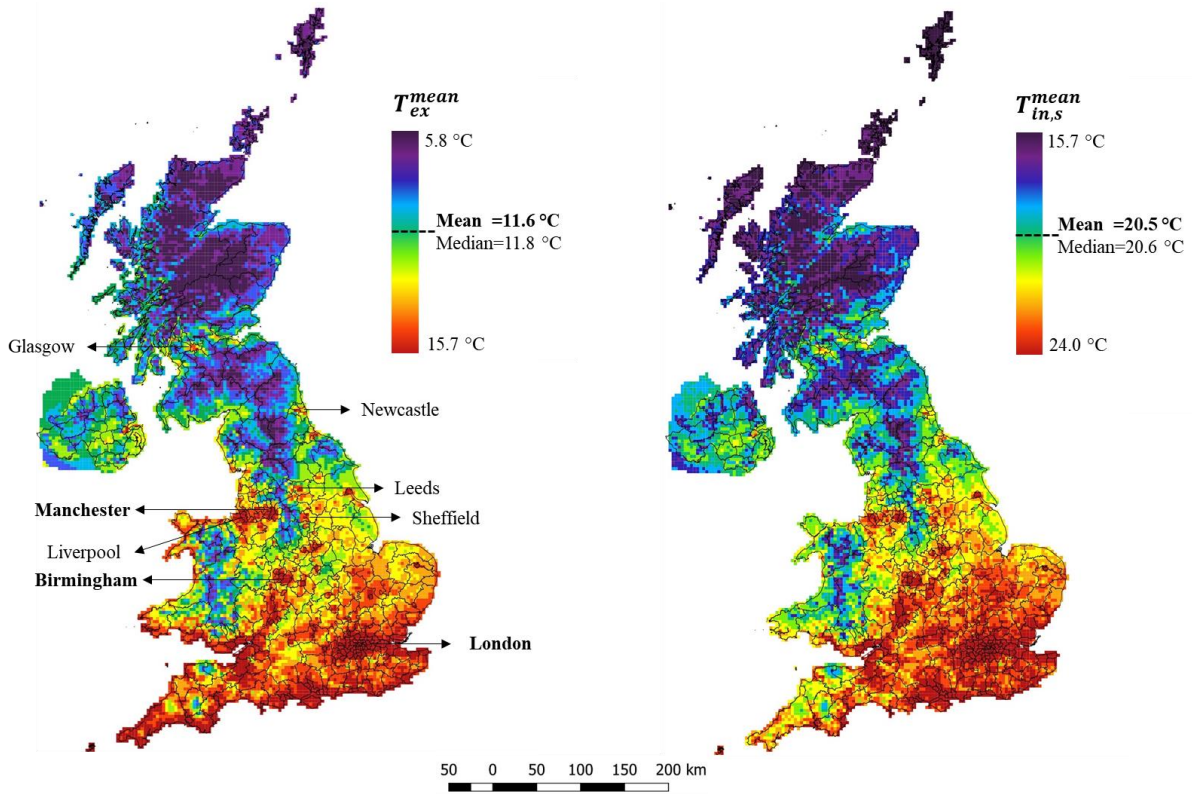 T_ex^mean
5.8 °C
Mean =11.6 °C
Median=11.8 °C
15.7 °C
T_in,s^mean
15.7 °C
Mean =20.5 °C
Median=20.6 °C
24.0 °C
Glasgow
Newcastle
Leeds
Manchester
Sheffield
Liverpool
Birmingham
London
50 0 50 100 150 200 km